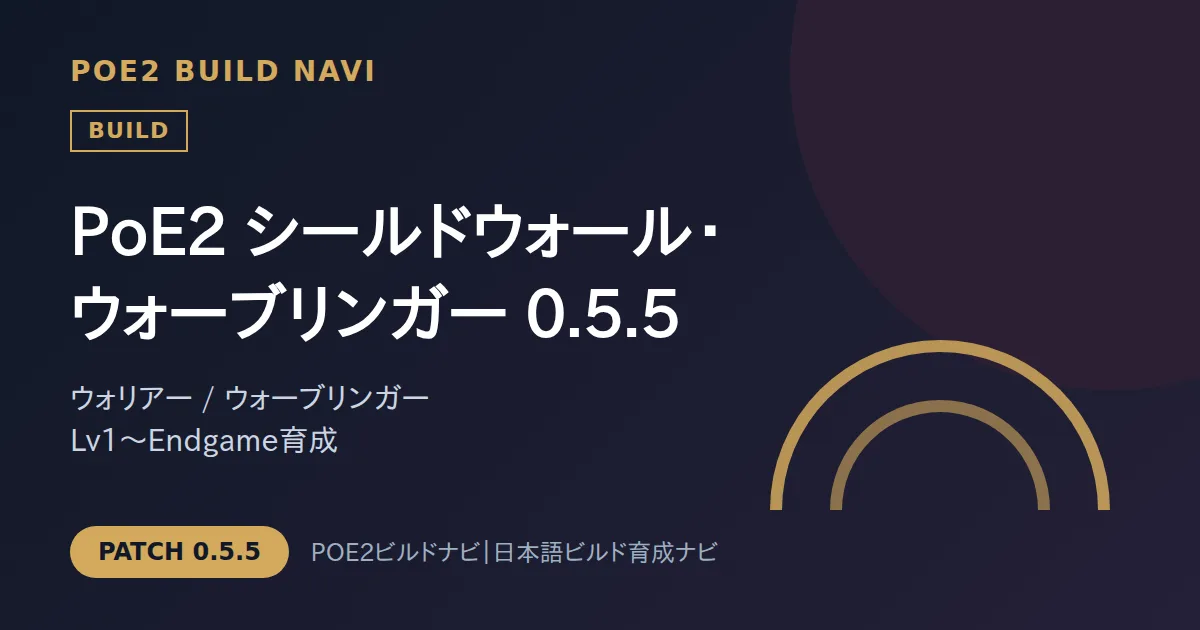 POE2 BUILD NAVI
BUILD
PoE2 シールドウォール・
ウォーブリンガー 0.5.5
ウォリアー / ウォーブリンガー
Lv1〜Endgame育成
PATCH 0.5.5
POE2ビルドナビ|日本語ビルド育成ナビ